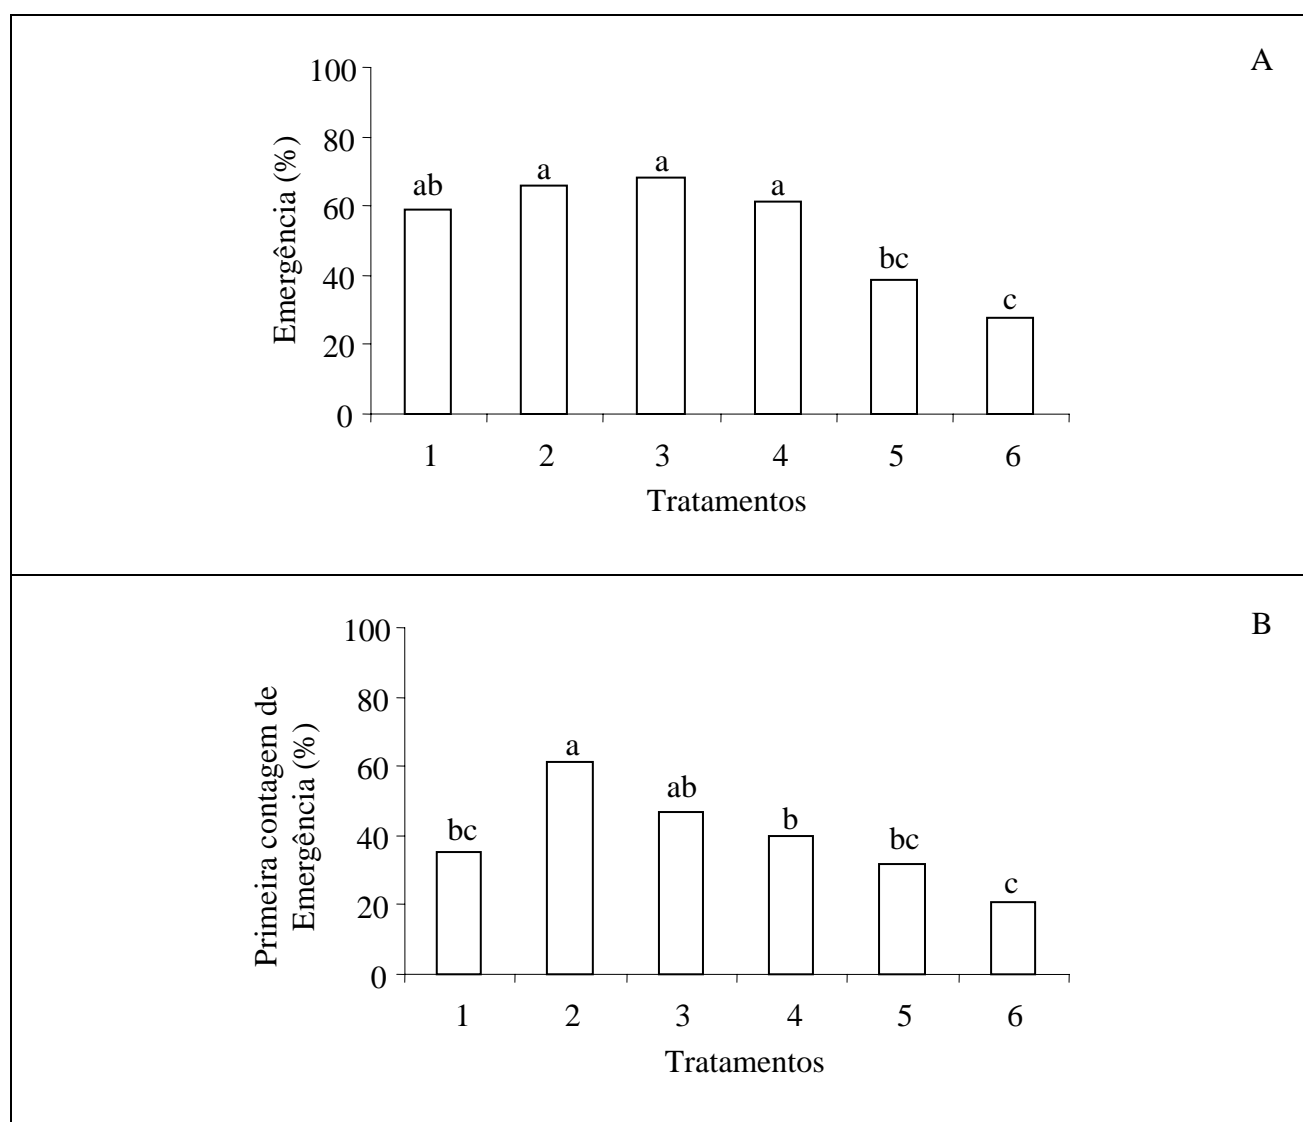 A
Emergência (%)
100
80
60
40
20
0
ab
a
a
a
bc
c
1 2 3 4 5 6
Tratamentos
B
Primeira contagem de
Emergência (%)
100
80
60
40
20
0
bc
a
ab
b
bc
c
1 2 3 4 5 6
Tratamentos